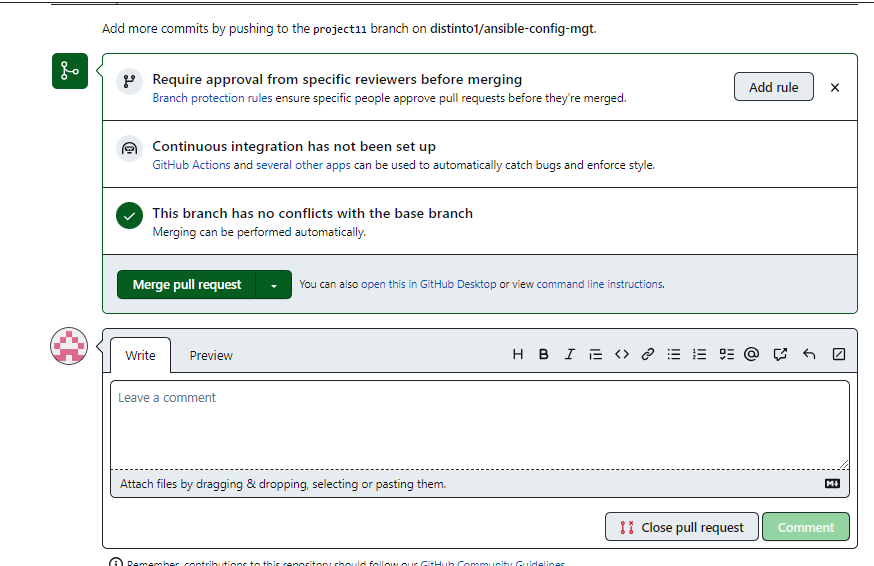 Add more commits by pushing to the project11 branch on distinto1/ansible-config-mgt.
Require approval from specific reviewers before merging
Branch protection rules ensure specific people approve pull requests before they're merged.
Add rule
Continuous integration has not been set up
GitHub Actions and several other apps can be used to automatically catch bugs and enforce style.
This branch has no conflicts with the base branch
Merging can be performed automatically.
Merge pull request
You can also open this in GitHub Desktop or view command line instructions.
Write
Preview
Leave a comment
Attach files by dragging & dropping, selecting or pasting them.
Close pull request
Comment
Remember, contributions to this repository should follow our GitHub Community Guidelines.